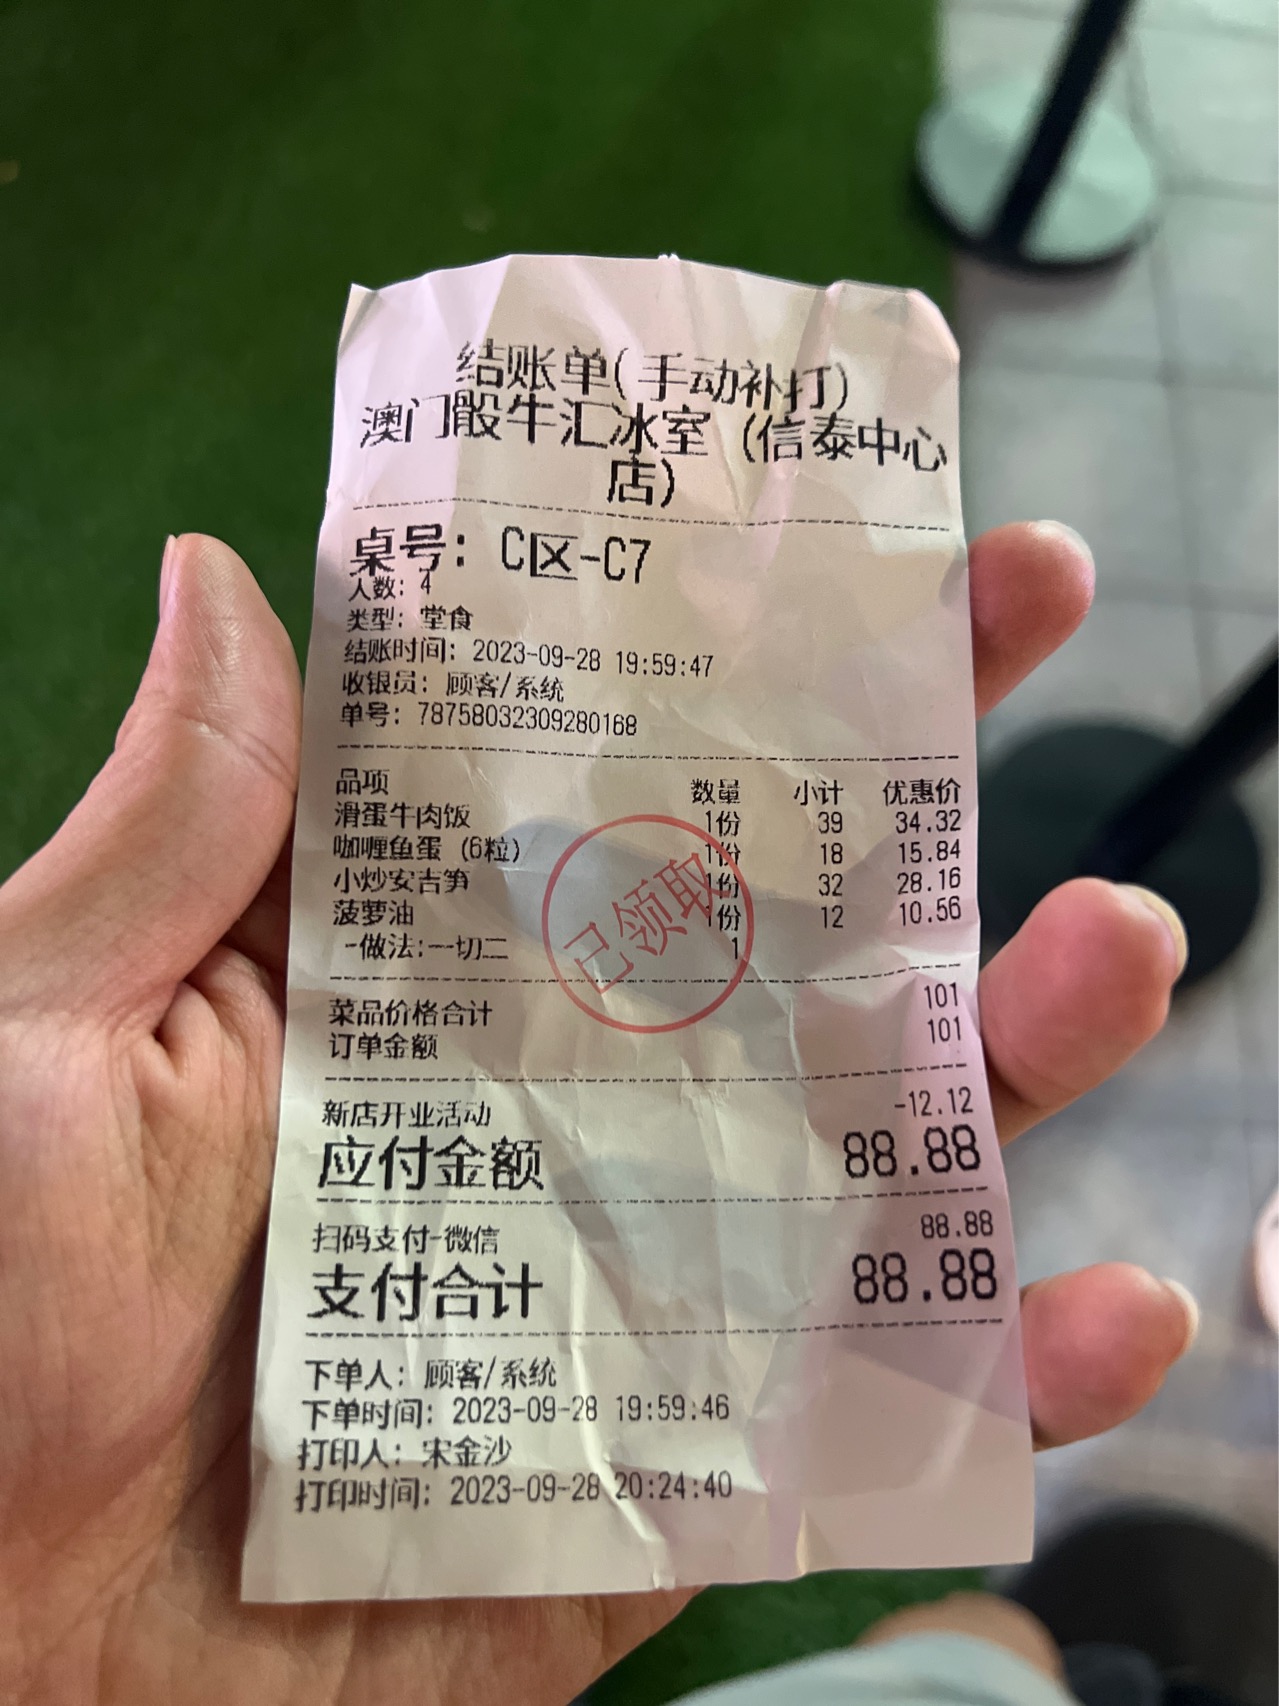 结账单(手动补打)
澳门骰牛汇冰室（信泰中心
店）
桌号：C区-C7
人数：4
类型：堂食
结账时间：2023-09-28 19:59:47
收银员：顾客/系统
单号：78758032309280168
品项 数量 小计 优惠价
滑蛋牛肉饭 1份 39 34.32
咖喱鱼蛋（6粒） 1份 18 15.84
小炒安吉笋 1份 32 28.16
菠萝油 1份 12 10.56
-做法:一切二 1
已领取
菜品价格合计 101
订单金额 101
新店开业活动 -12.12
应付金额 88.88
扫码支付-微信 88.88
支付合计 88.88
下单人：顾客/系统
下单时间：2023-09-28 19:59:46
打印人：宋金沙
打印时间：2023-09-28 20:24:40